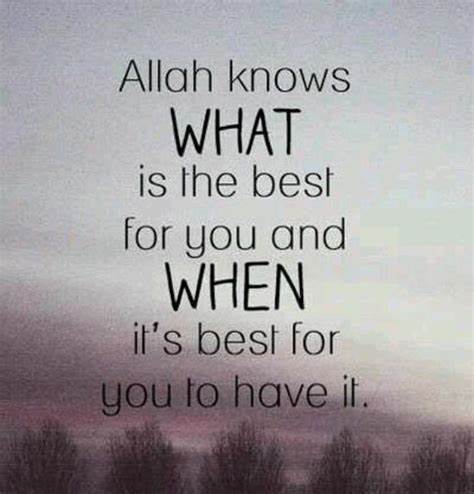 Allah knows
WHAT
is the best
for you and
WHEN
it's best for
you to have it.